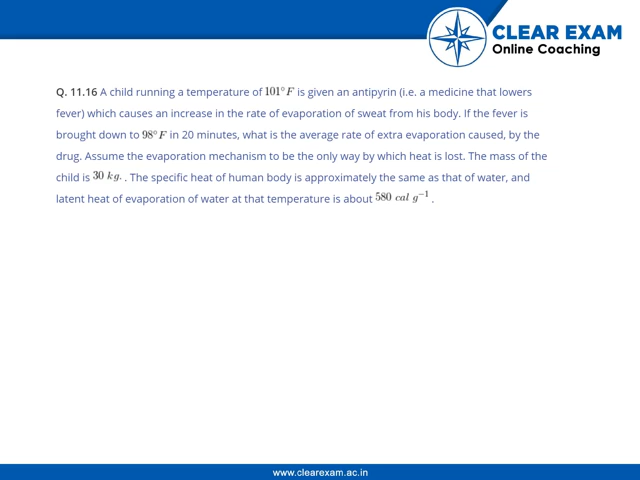 CLEAR EXAM
Online Coaching
Q. 11.16 A child running a temperature of 101°F is given an antipyrin (i.e. a medicine that lowers
fever) which causes an increase in the rate of evaporation of sweat from his body. If the fever is
brought down to 98°F in 20 minutes, what is the average rate of extra evaporation caused, by the
drug. Assume the evaporation mechanism to be the only way by which heat is lost. The mass of the
child is 30 kg. . The specific heat of human body is approximately the same as that of water, and
latent heat of evaporation of water at that temperature is about 580 cal g⁻¹ .
www.clearexam.ac.in